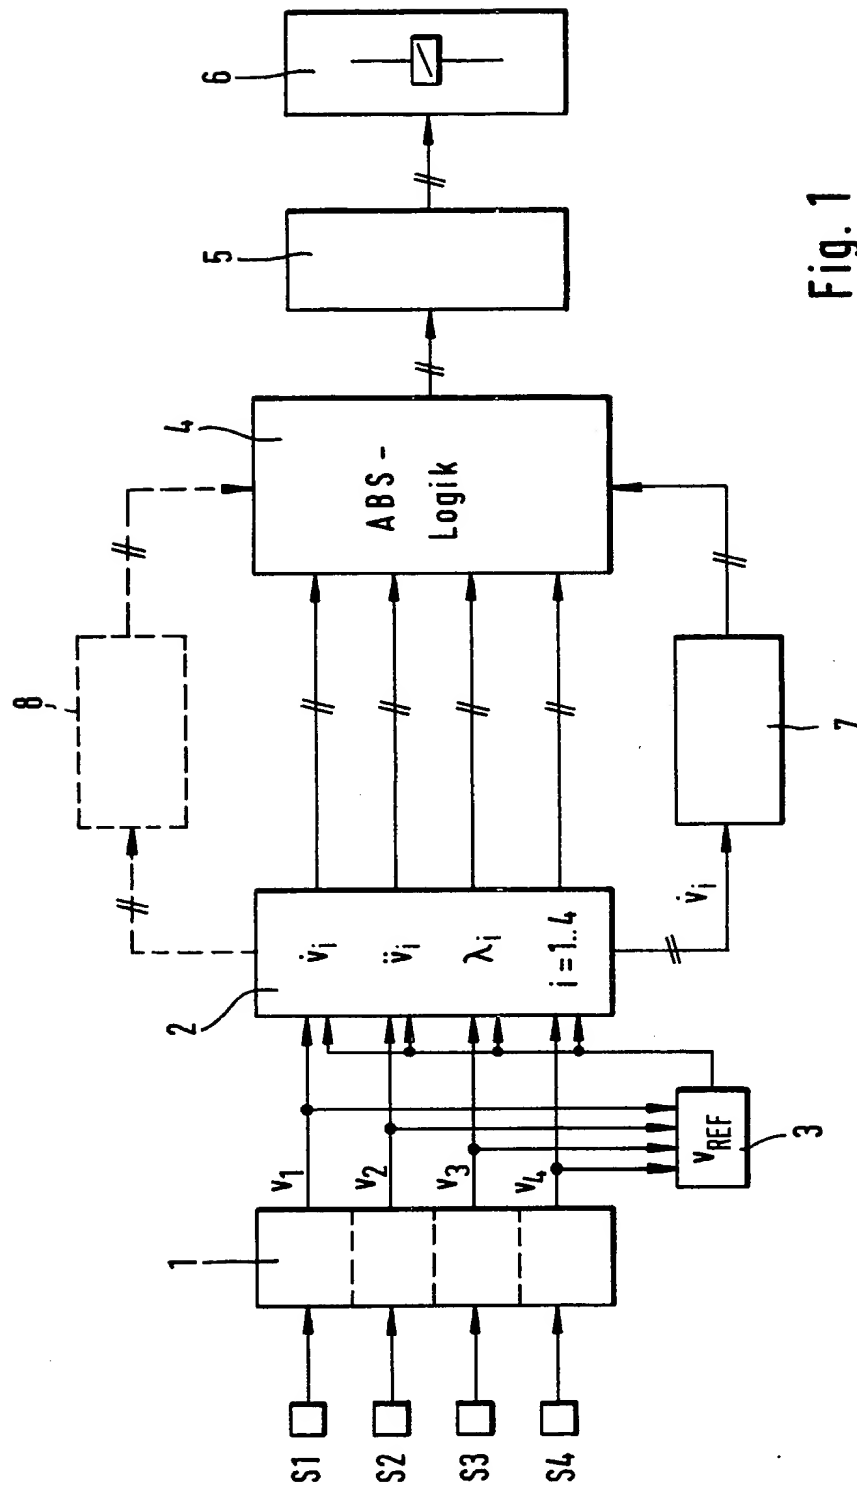 S1
S2
S3
S4
1
v1
v2
v3
v4
vREF
3
2
v̇i
v̈i
λi
i = 1.. 4
v̇i
8
7
4
ABS -
Logik
5
6
Fig. 1